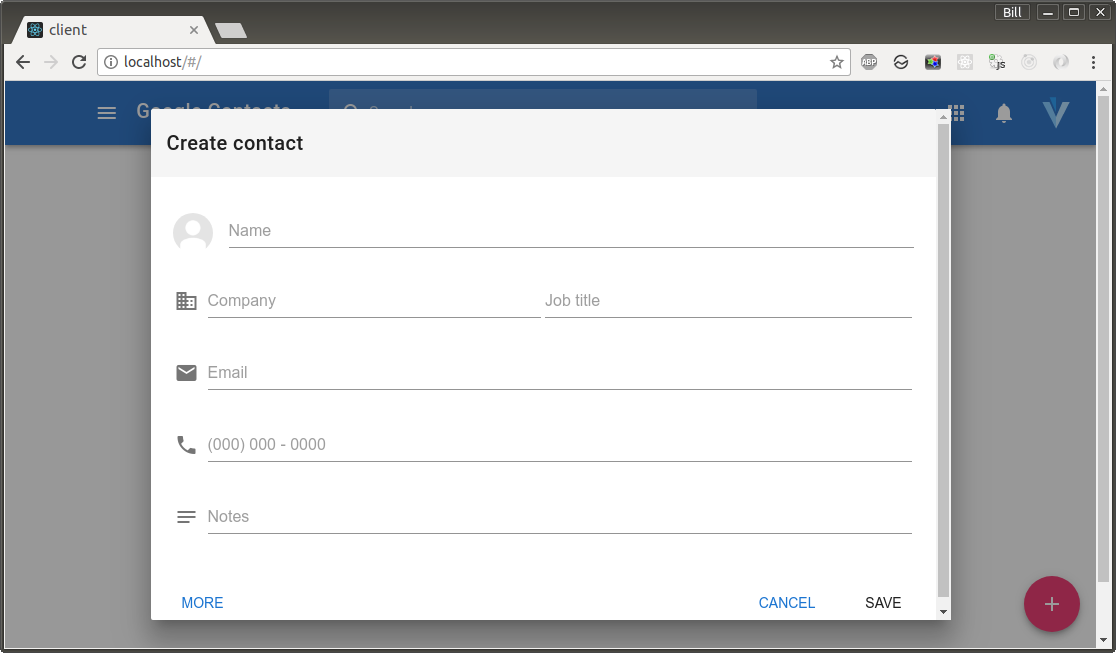 Bill
client
localhost/#/
ABP
js
Google Contacts
Create contact
Name
Company Job title
Email
(000) 000 - 0000
Notes
MORE CANCEL SAVE